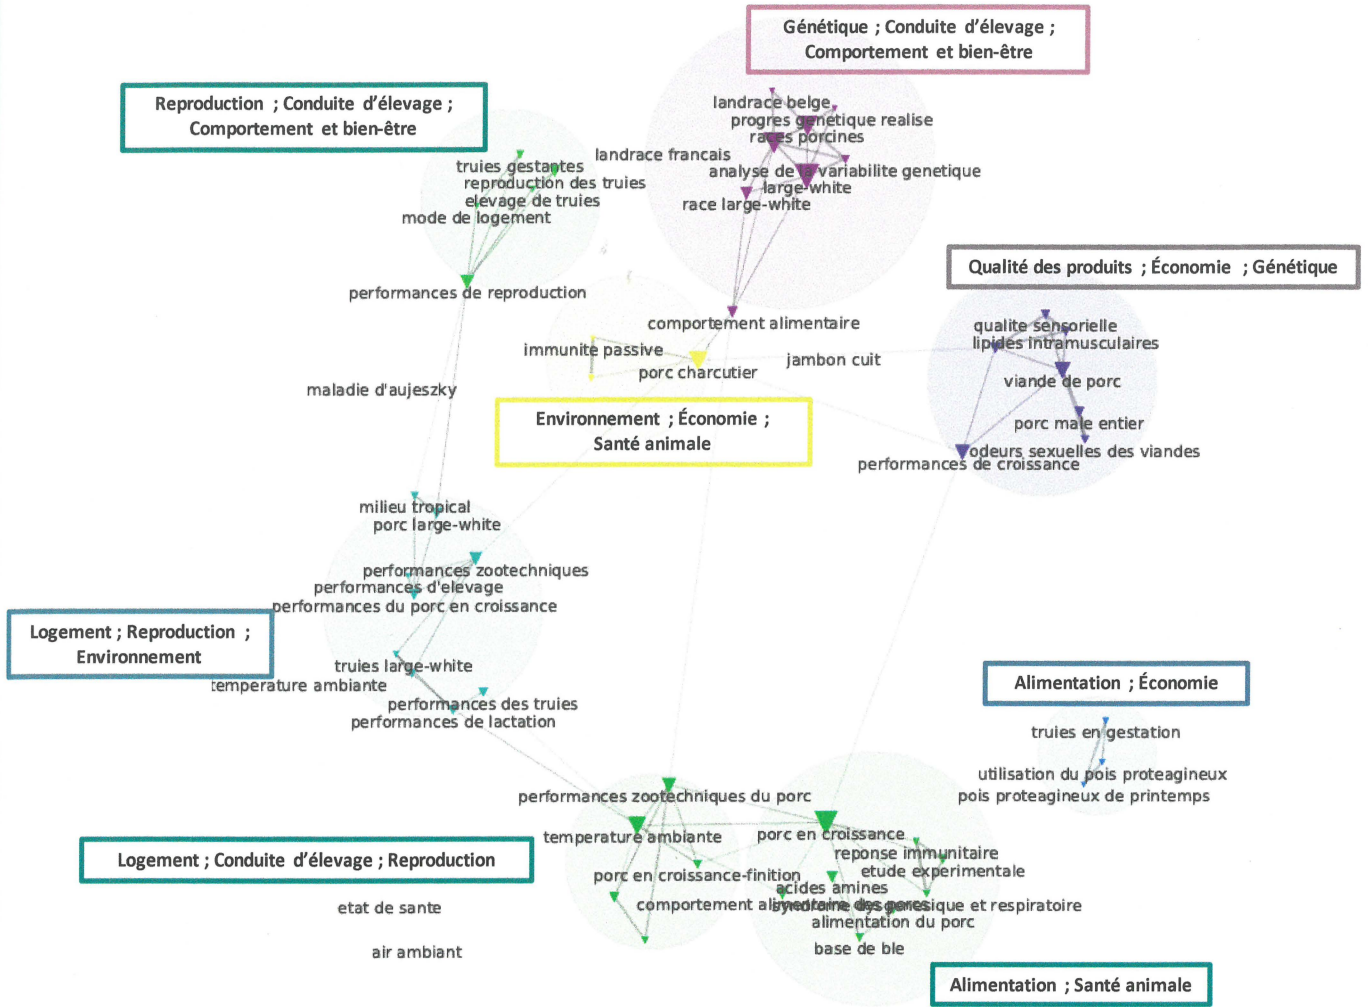 Génétique ; Conduite d'élevage ;
Comportement et bien-être
Reproduction ; Conduite d'élevage ;
Comportement et bien-être
landrace belge
progres genetique realise
races porcines
landrace francais
analyse de la variabilite genetique
large-white
race large-white
truies gestantes
reproduction des truies
elevage de truies
mode de logement
performances de reproduction
Qualité des produits ; Économie ; Génétique
comportement alimentaire
qualite sensorielle
lipides intramusculaires
immunite passive
jambon cuit
porc charcutier
viande de porc
maladie d'aujeszky
Environnement ; Économie ;
Santé animale
porc male entier
odeurs sexuelles des viandes
performances de croissance
milieu tropical
porc large-white
performances zootechniques
performances d'elevage
performances du porc en croissance
Logement ; Reproduction ;
Environnement
truies large-white
temperature ambiante
performances des truies
performances de lactation
Alimentation ; Économie
truies en gestation
utilisation du pois proteagineux
pois proteagineux de printemps
performances zootechniques du porc
temperature ambiante
porc en croissance
Logement ; Conduite d'élevage ; Reproduction
reponse immunitaire
etude experimentale
porc en croissance-finition
acides amines
comportement alimentaire des porcs
etat de sante
et respiratoire
alimentation du porc
base de ble
air ambiant
Alimentation ; Santé animale